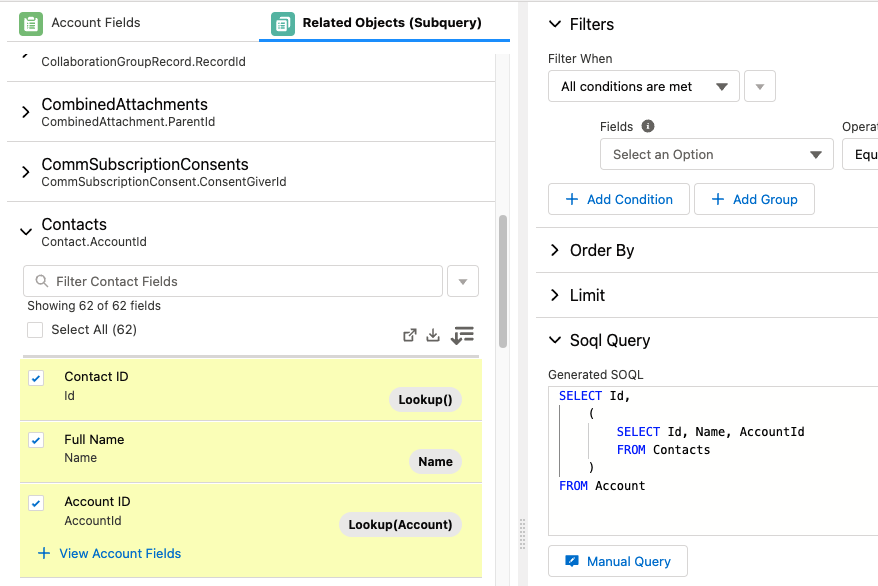 Account Fields
Related Objects (Subquery)
CollaborationGroupRecord.RecordId
CombinedAttachments
CombinedAttachment.ParentId
CommSubscriptionConsents
CommSubscriptionConsent.ConsentGiverId
Contacts
Contact.AccountId
Filter Contact Fields
Showing 62 of 62 fields
Select All (62)
Contact ID
Id
Lookup()
Full Name
Name
Name
Account ID
AccountId
Lookup(Account)
View Account Fields
Filters
Filter When
All conditions are met
Fields
Operat
Select an Option
Equ
Add Condition
Add Group
Order By
Limit
Soql Query
Generated SOQL
SELECT Id,
(
SELECT Id, Name, AccountId
FROM Contacts
)
FROM Account
Manual Query